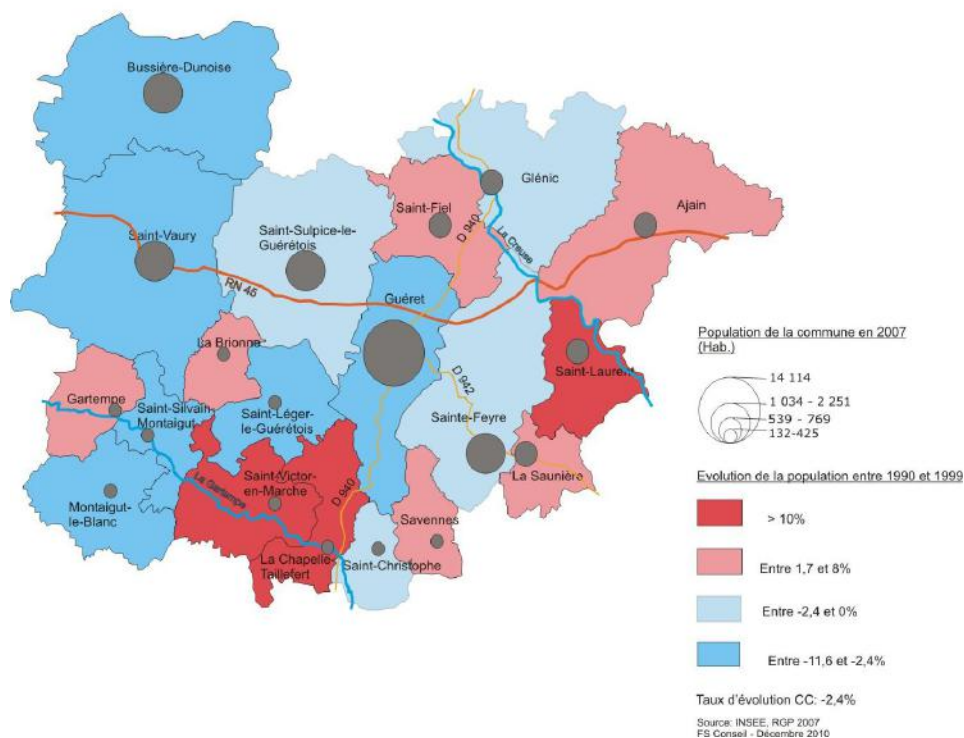 Bussière-Dunoise
Glénic
Saint-Fiel
Ajain
D 940
La Creuse
Saint-Vaury
Saint-Sulpice-le-
Guérétois
RN 45
Guéret
La Brionne
D 942
Saint-Laurent
Gartempe
Saint-Silvain-
Montaigut
Saint-Léger-
le-Guérétois
Sainte-Feyre
La Saunière
Montaigut-
le-Blanc
La Gartempe
Saint-Victor-
en-Marche
D 940
Savennes
La Chapelle-
Taillefert
Saint-Christophe
Population de la commune en 2007
(Hab.)
14 114
1 034 - 2 251
539 - 769
132-425
Evolution de la population entre 1990 et 1999
> 10%
Entre 1,7 et 8%
Entre -2,4 et 0%
Entre -11,6 et -2,4%
Taux d'évolution CC: -2,4%
Source: INSEE, RGP 2007
FS Conseil - Décembre 2010